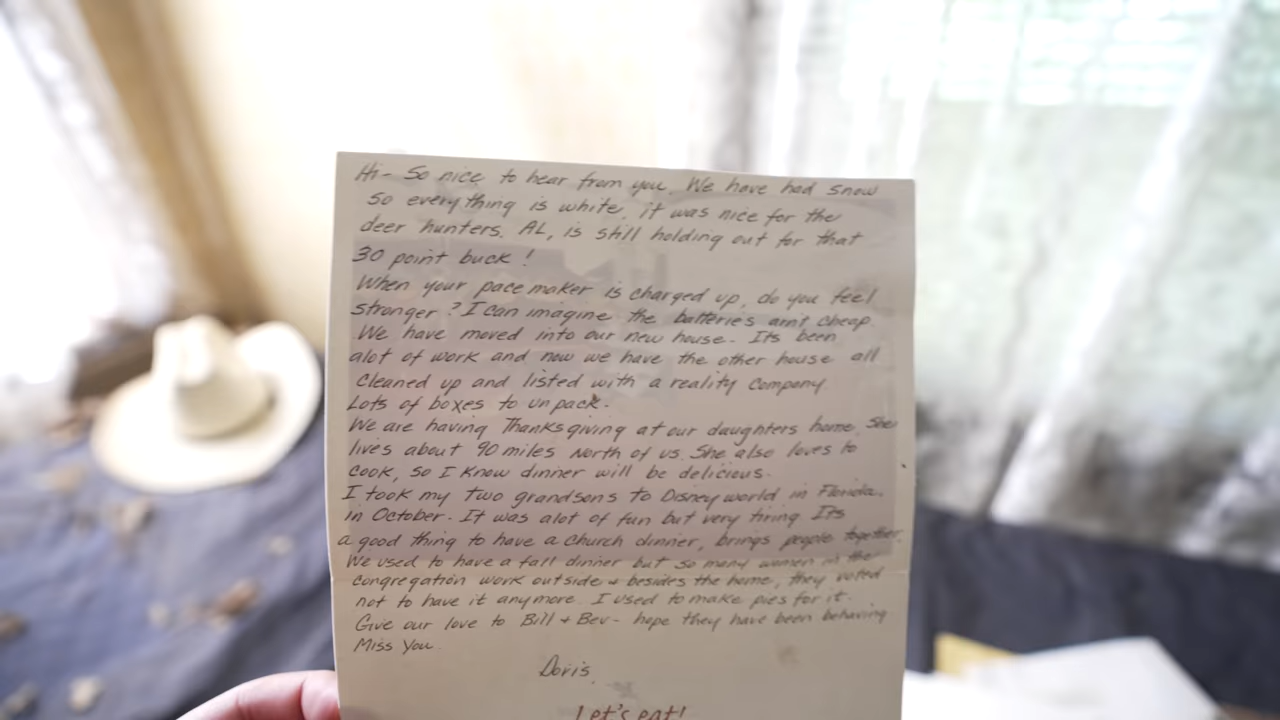 Hi- So nice to hear from you. We have had snow
so everything is white, it was nice for the
deer hunters. AL, is still holding out for that
30 point buck!
When your pace maker is charged up, do you feel
stronger? I can imagine the batteries arnt cheap.
We have moved into our new house- Its been
alot of work and now we have the other house all
cleaned up and listed with a reality company
Lots of boxes to unpack.
We are having Thanksgiving at our daughters home. She
lives about 90 miles North of us. She also loves to
cook, so I know dinner will be delicious.
I took my two grandsons to Disney world in Florida.
in October. It was alot of fun but very tiring Its
a good thing to have a church dinner, brings people together.
We used to have a fall dinner but so many women in the
congregation work outside + besides the home, they voted
not to have it anymore. I used to make pies for it.
Give our love to Bill + Bev- hope they have been behaving
Miss You.
Doris.
Let's eat!